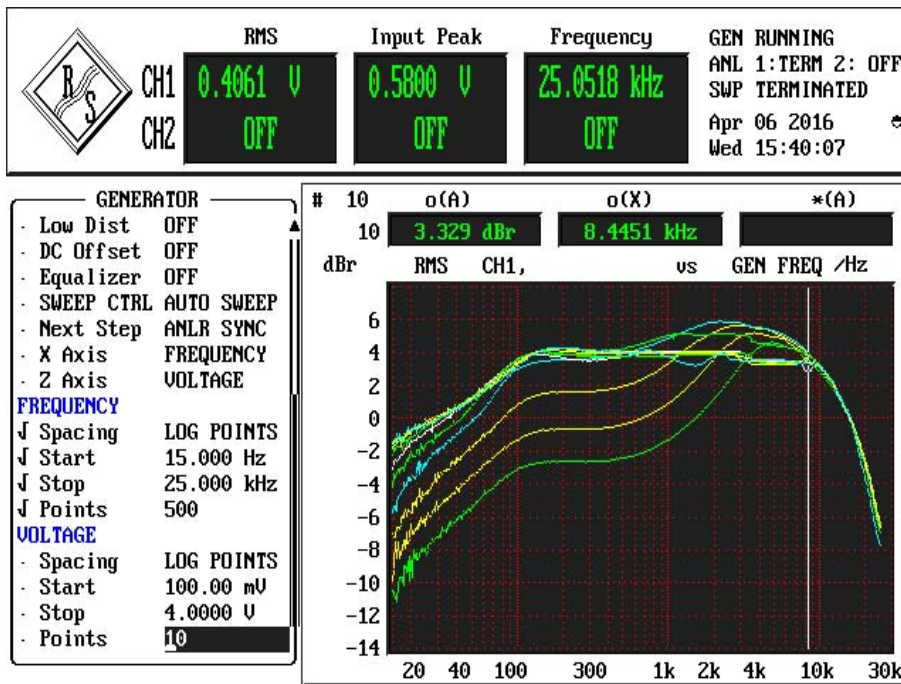 RMS Input Peak Frequency GEN RUNNING
ANL 1:TERM 2: OFF
R S CH1 0.4061 V 0.5800 V 25.0518 kHz SWP TERMINATED
CH2 OFF OFF OFF Apr 06 2016
Wed 15:40:07
GENERATOR
· Low Dist OFF
· DC Offset OFF
· Equalizer OFF
· SWEEP CTRL AUTO SWEEP
· Next Step ANLR SYNC
· X Axis FREQUENCY
· Z Axis VOLTAGE
FREQUENCY
√ Spacing LOG POINTS
√ Start 15.000 Hz
√ Stop 25.000 kHz
√ Points 500
VOLTAGE
· Spacing LOG POINTS
· Start 100.00 mV
· Stop 4.0000 V
· Points 10
# 10 o(A) o(X) *(A)
10 3.329 dBr 8.4451 kHz
dBr RMS CH1, vs GEN FREQ /Hz
6
4
2
0
-2
-4
-6
-8
-10
-12
-14
20 40 100 300 1k 2k 4k 10k 30k